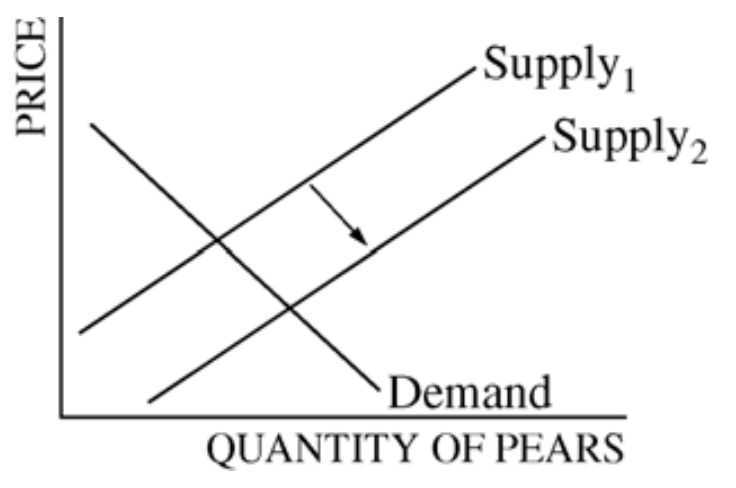 PRICE
Supply₁
Supply₂
Demand
QUANTITY OF PEARS